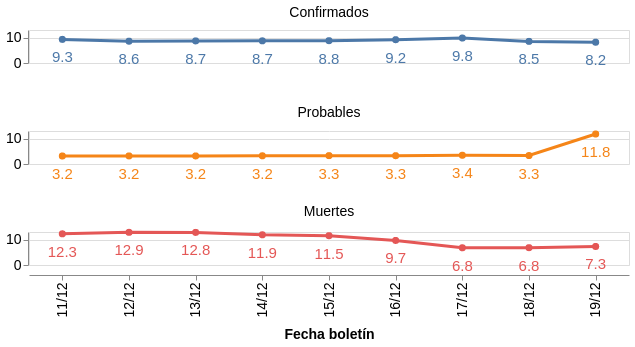 Confirmados
10
0
9.3 8.6 8.7 8.7 8.8 9.2 9.8 8.5 8.2
Probables
10
0
3.2 3.2 3.2 3.2 3.3 3.3 3.4 3.3 11.8
Muertes
10
0
12.3 12.9 12.8 11.9 11.5 9.7 6.8 6.8 7.3
11/12 12/12 13/12 14/12 15/12 16/12 17/12 18/12 19/12
Fecha boletín